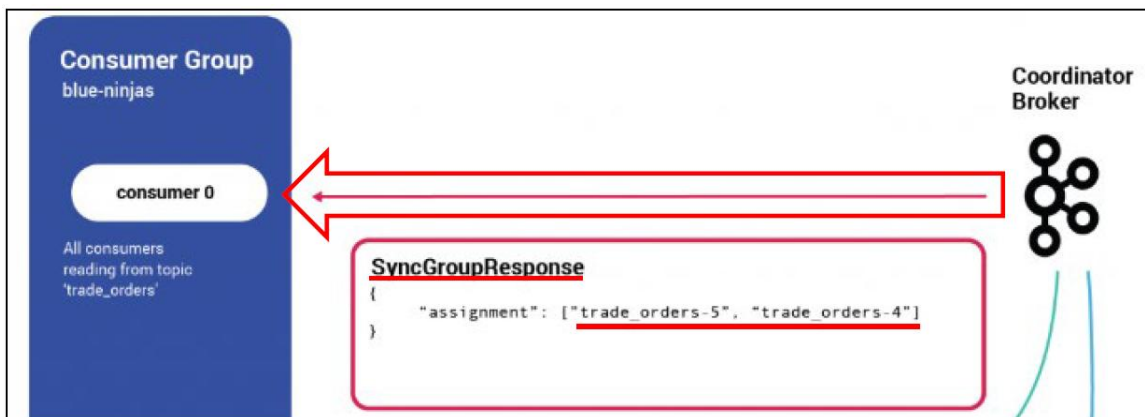 Consumer Group
blue-ninjas
Coordinator
Broker
consumer 0
All consumers
reading from topic
'trade_orders'
SyncGroupResponse
{
"assignment": ["trade_orders-5", "trade_orders-4"]
}